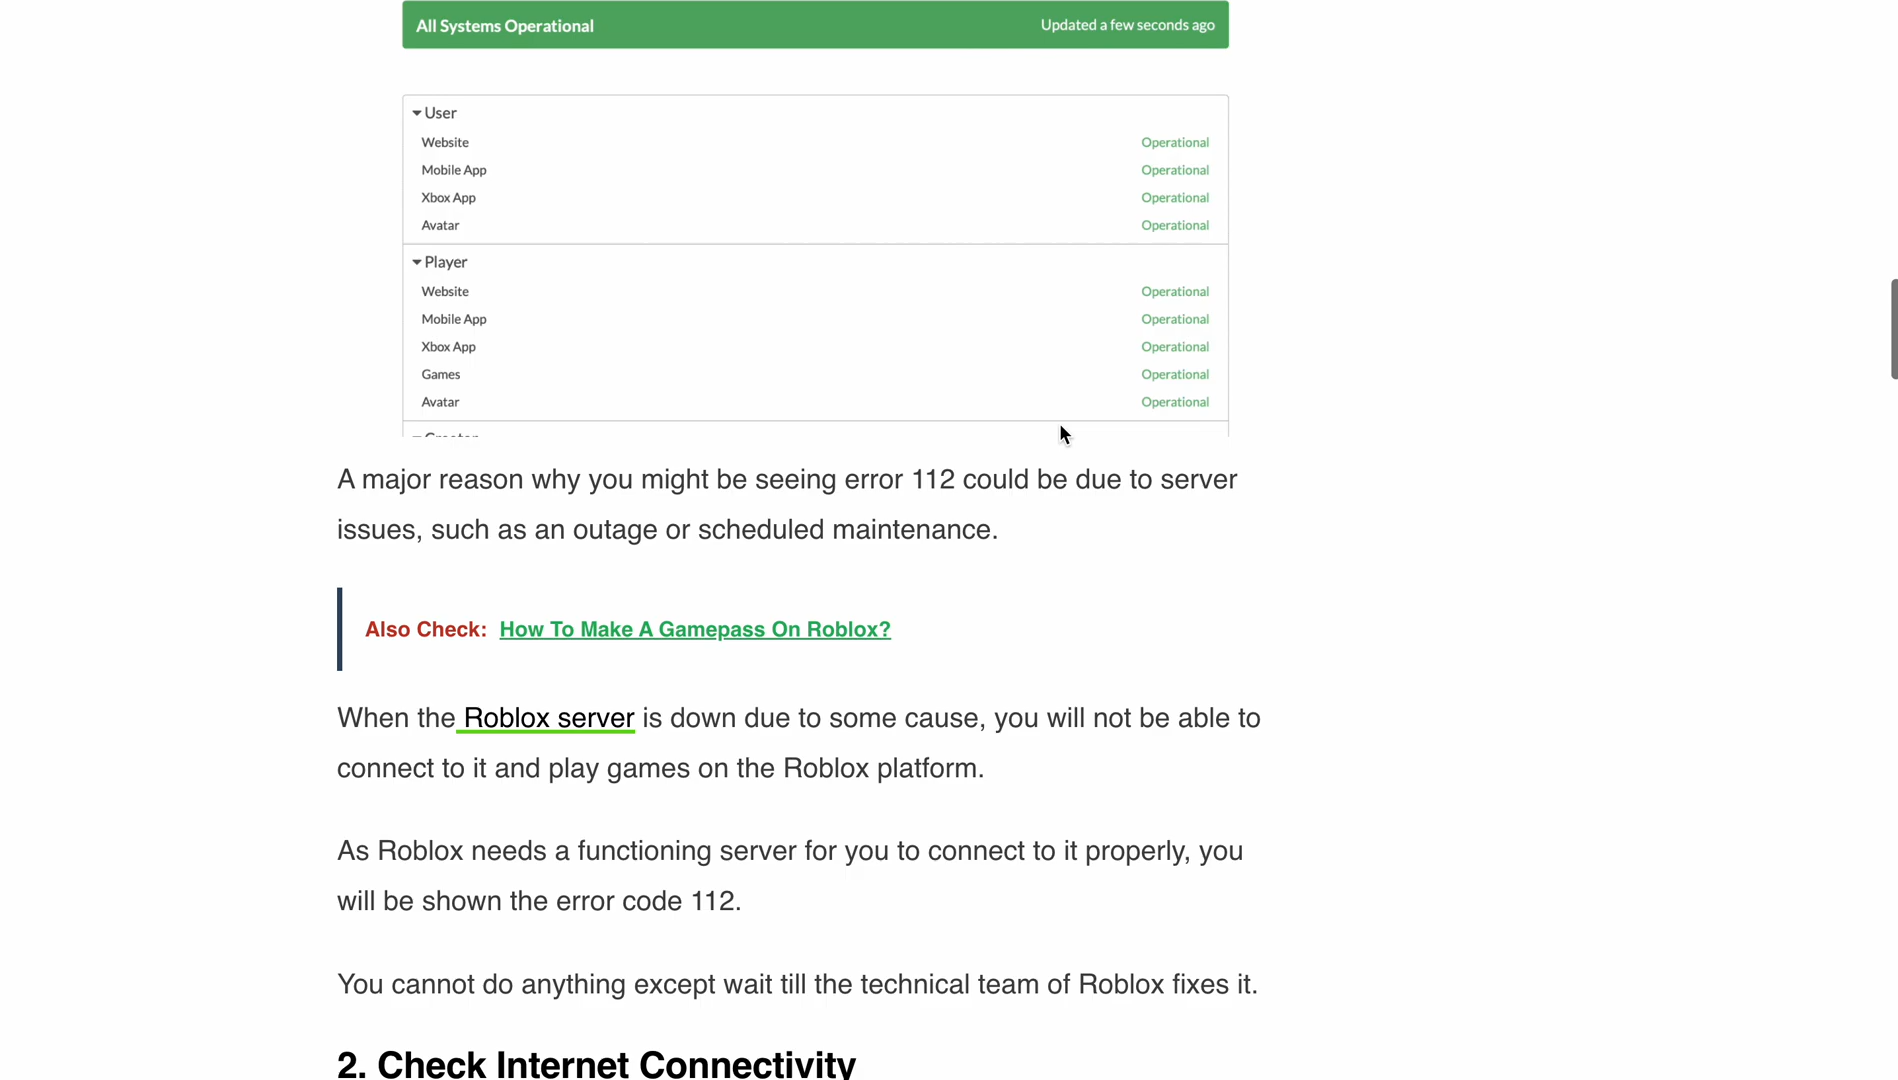 All Systems Operational Updated a few seconds ago
User
Website Operational
Mobile App Operational
Xbox App Operational
Avatar Operational
Player
Website Operational
Mobile App Operational
Xbox App Operational
Games Operational
Avatar Operational
A major reason why you might be seeing error 112 could be due to server
issues, such as an outage or scheduled maintenance.
Also Check: How To Make A Gamepass On Roblox?
When the Roblox server is down due to some cause, you will not be able to
connect to it and play games on the Roblox platform.
As Roblox needs a functioning server for you to connect to it properly, you
will be shown the error code 112.
You cannot do anything except wait till the technical team of Roblox fixes it.
2. Check Internet Connectivity